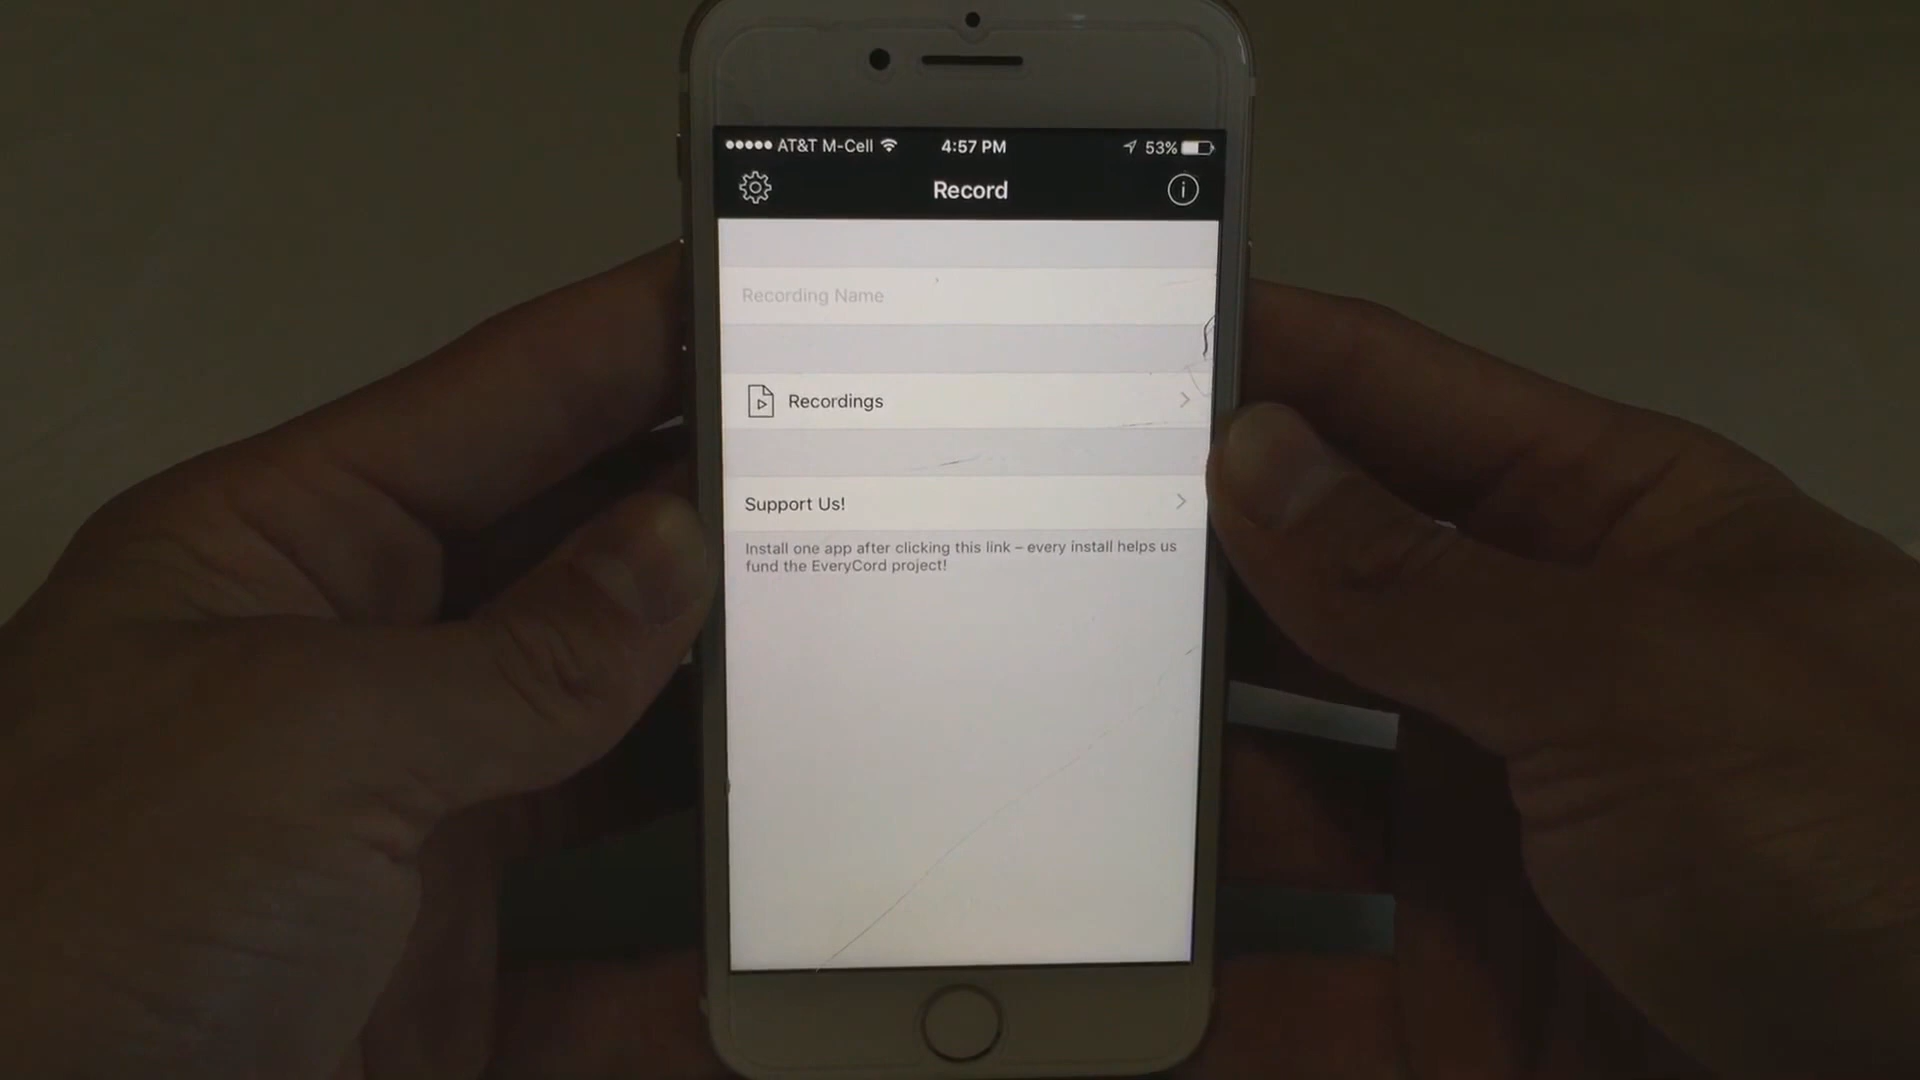 AT&T M-Cell 4:57 PM 53%
Record
Recording Name
Recordings
Support Us!
Install one app after clicking this link – every install helps us
fund the EveryCord project!